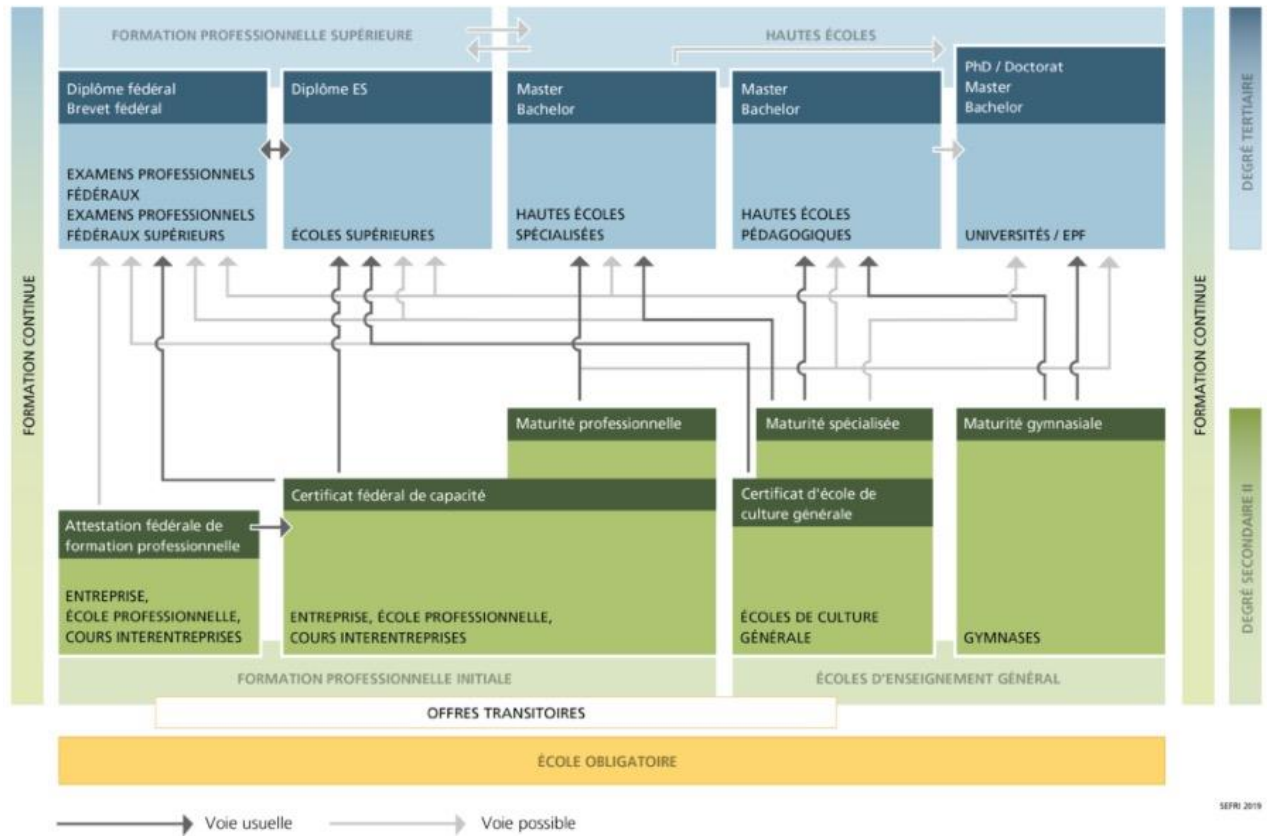 FORMATION PROFESSIONNELLE SUPÉRIEURE
HAUTES ÉCOLES
Diplôme fédéral
Brevet fédéral
EXAMENS PROFESSIONNELS
FÉDÉRAUX
EXAMENS PROFESSIONNELS
FÉDÉRAUX SUPÉRIEURS
Diplôme ES
ÉCOLES SUPÉRIEURES
Master
Bachelor
HAUTES ÉCOLES
SPÉCIALISÉES
Master
Bachelor
HAUTES ÉCOLES
PÉDAGOGIQUES
PhD / Doctorat
Master
Bachelor
UNIVERSITÉS / EPF
DEGRÉ TERTIAIRE
FORMATION CONTINUE
FORMATION CONTINUE
Maturité professionnelle
Maturité spécialisée
Maturité gymnasiale
Certificat fédéral de capacité
Certificat d'école de
culture générale
Attestation fédérale de
formation professionnelle
ENTREPRISE,
ÉCOLE PROFESSIONNELLE,
COURS INTERENTREPRISES
ENTREPRISE, ÉCOLE PROFESSIONNELLE,
COURS INTERENTREPRISES
ÉCOLES DE CULTURE
GÉNÉRALE
GYMNASES
DEGRÉ SECONDAIRE II
FORMATION PROFESSIONNELLE INITIALE
ÉCOLES D'ENSEIGNEMENT GÉNÉRAL
OFFRES TRANSITOIRES
ÉCOLE OBLIGATOIRE
SEFRI 2019
Voie usuelle
Voie possible